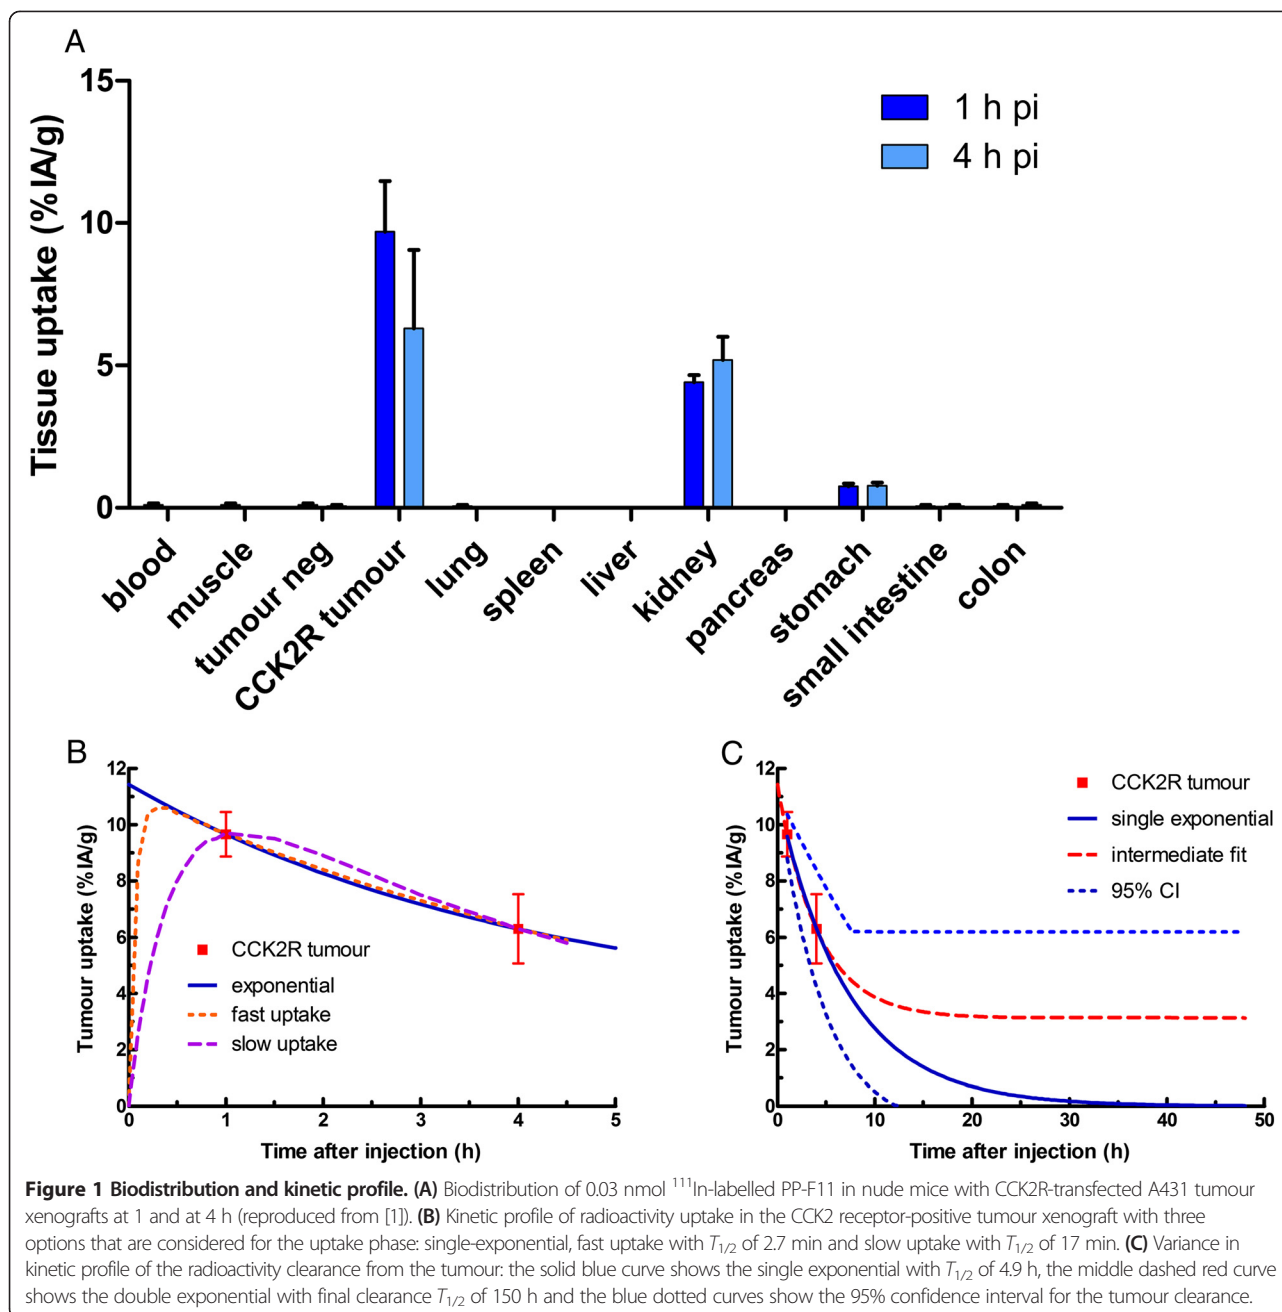 A
15
10
5
0
Tissue uptake (%IA/g)
1 h pi
4 h pi
blood
muscle
tumour neg
CCK2R tumour
lung
spleen
liver
kidney
pancreas
stomach
small intestine
colon
B
12
10
8
6
4
2
0
Tumour uptake (%IA/g)
CCK2R tumour
exponential
fast uptake
slow uptake
0 1 2 3 4 5
Time after injection (h)
C
12
10
8
6
4
2
0
Tumour uptake (%IA/g)
CCK2R tumour
single exponential
intermediate fit
95% CI
0 10 20 30 40 50
Time after injection (h)
Figure 1 Biodistribution and kinetic profile. (A) Biodistribution of 0.03 nmol ¹¹¹In-labelled PP-F11 in nude mice with CCK2R-transfected A431 tumour
xenografts at 1 and at 4 h (reproduced from [1]). (B) Kinetic profile of radioactivity uptake in the CCK2 receptor-positive tumour xenograft with three
options that are considered for the uptake phase: single-exponential, fast uptake with T1/2 of 2.7 min and slow uptake with T1/2 of 17 min. (C) Variance in
kinetic profile of the radioactivity clearance from the tumour: the solid blue curve shows the single exponential with T1/2 of 4.9 h, the middle dashed red curve
shows the double exponential with final clearance T1/2 of 150 h and the blue dotted curves show the 95% confidence interval for the tumour clearance.